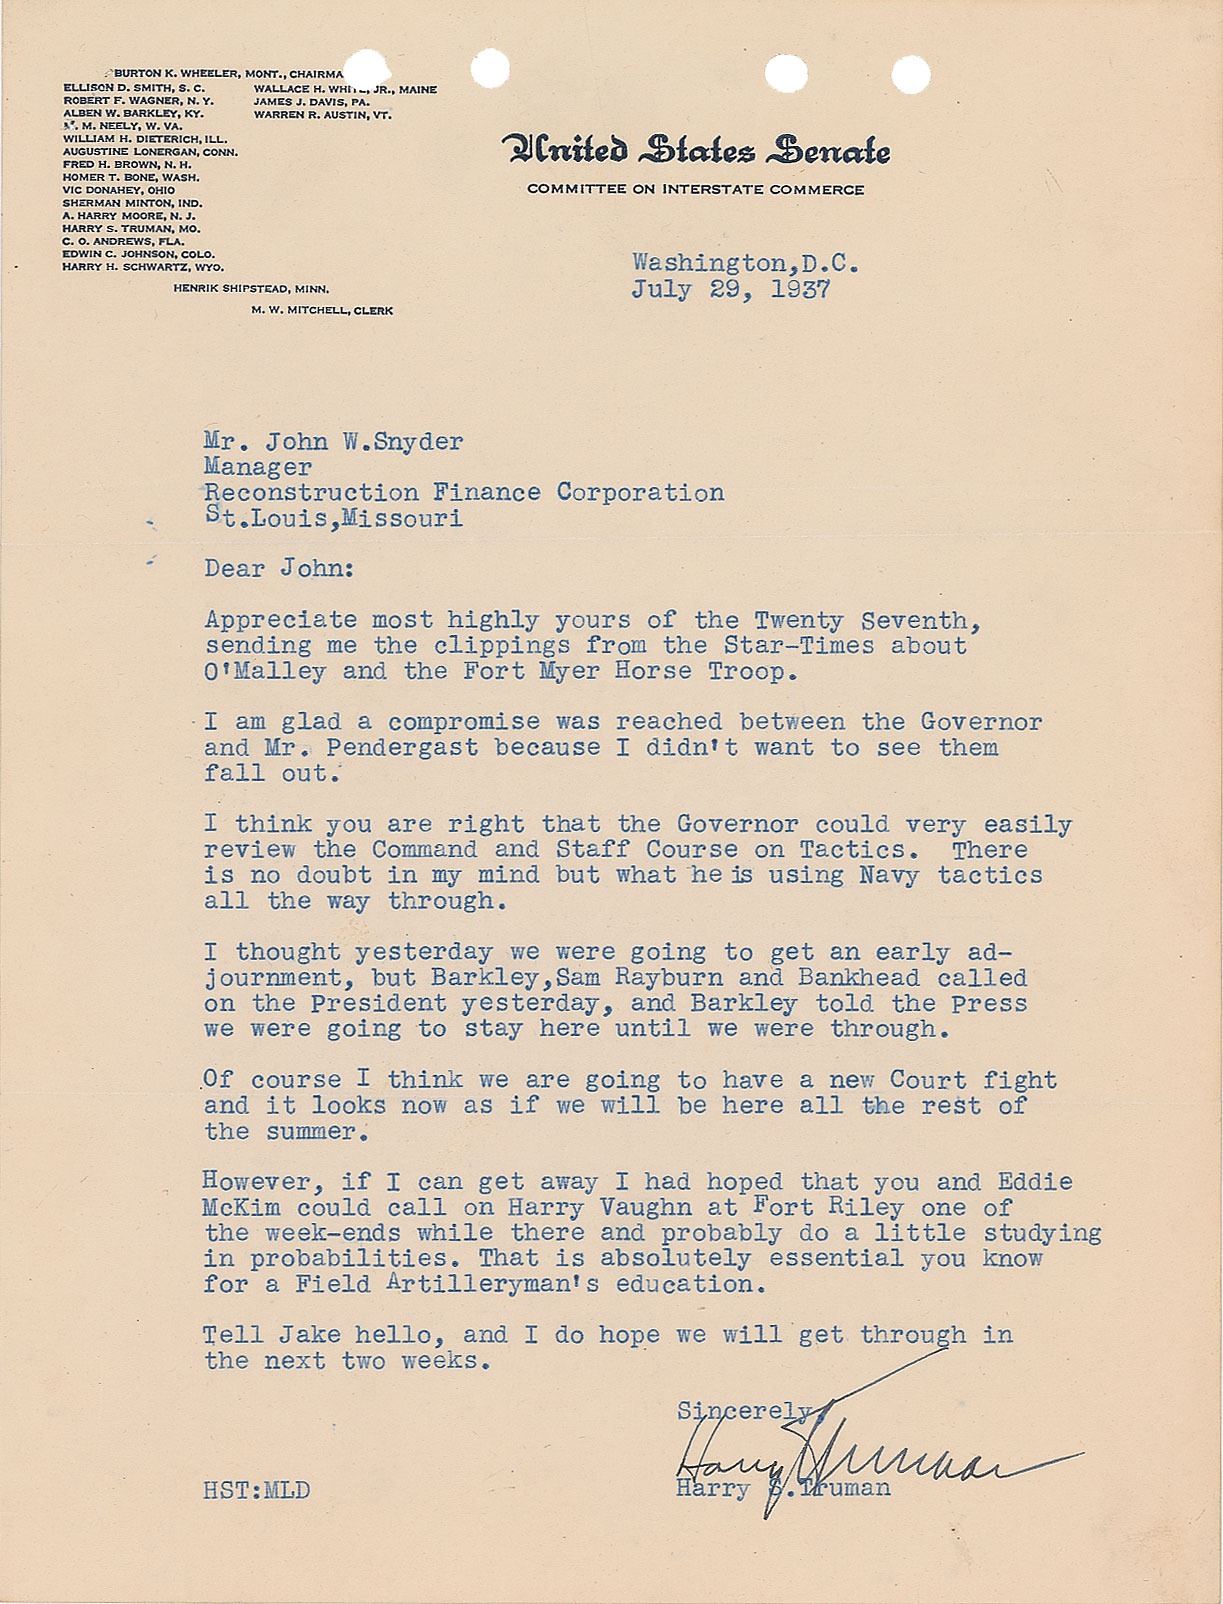 BURTON K. WHEELER, MONT., CHAIRMA
ELLISON D. SMITH, S. C.
ROBERT F. WAGNER, N. Y.
ALBEN W. BARKLEY, KY.
M. M. NEELY, W. VA.
WILLIAM H. DIETERICH, ILL.
AUGUSTINE LONERGAN, CONN.
FRED H. BROWN, N. H.
HOMER T. BONE, WASH.
VIC DONAHEY, OHIO
SHERMAN MINTON, IND.
A. HARRY MOORE, N. J.
HARRY S. TRUMAN, MO.
C. O. ANDREWS, FLA.
EDWIN C. JOHNSON, COLO.
HARRY H. SCHWARTZ, WYO.
WALLACE H. WHITE, JR., MAINE
JAMES J. DAVIS, PA.
WARREN R. AUSTIN, VT.
HENRIK SHIPSTEAD, MINN.
M. W. MITCHELL, CLERK
United States Senate
COMMITTEE ON INTERSTATE COMMERCE
Washington,D.C.
July 29, 1937
Mr. John W.Snyder
Manager
Reconstruction Finance Corporation
St.Louis,Missouri
Dear John:
Appreciate most highly yours of the Twenty Seventh,
sending me the clippings from the Star-Times about
O'Malley and the Fort Myer Horse Troop.
I am glad a compromise was reached between the Governor
and Mr. Pendergast because I didn't want to see them
fall out.
I think you are right that the Governor could very easily
review the Command and Staff Course on Tactics.  There
is no doubt in my mind but what he is using Navy tactics
all the way through.
I thought yesterday we were going to get an early ad-
journment, but Barkley,Sam Rayburn and Bankhead called
on the President yesterday, and Barkley told the Press
we were going to stay here until we were through.
Of course I think we are going to have a new Court fight
and it looks now as if we will be here all the rest of
the summer.
However, if I can get away I had hoped that you and Eddie
McKim could call on Harry Vaughn at Fort Riley one of
the week-ends while there and probably do a little studying
in probabilities. That is absolutely essential you know
for a Field Artilleryman's education.
Tell Jake hello, and I do hope we will get through in
the next two weeks.
Sincerely,
Harry S Truman
Harry S.Truman
HST:MLD